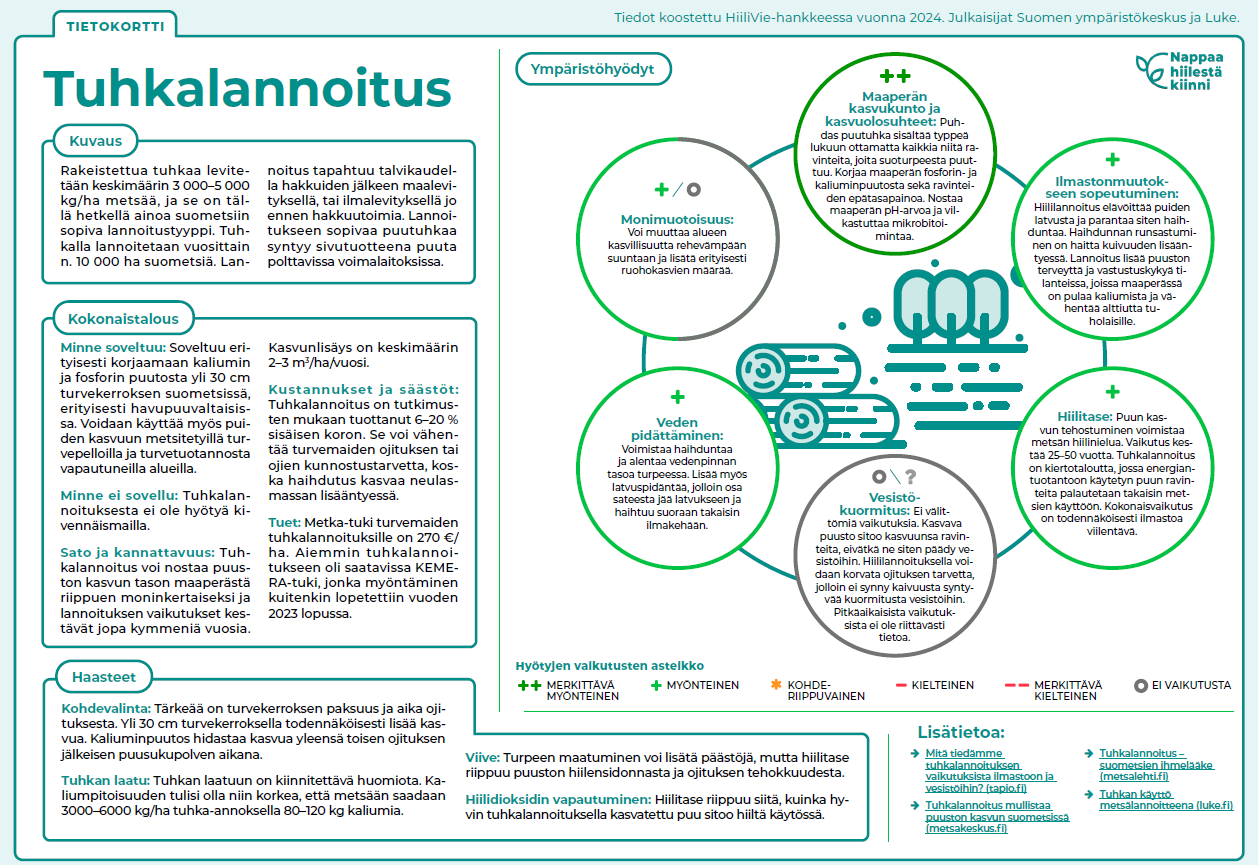 TIETOKORTTI
Tiedot koostettu HiiliVie-hankkeessa vuonna 2024. Julkaisijat Suomen ympäristökeskus ja Luke.
Tuhkalannoitus
Kuvaus
Rakeistettua tuhkaa levite-
tään keskimäärin 3 000–5 000
kg/ha metsää, ja se on täl-
lä hetkellä ainoa suometsiin
sopiva lannoitustyyppi. Tuh-
kalla lannoitetaan vuosittain
n. 10 000 ha suometsiä. Lan-
noitus tapahtuu talvikaudel-
la hakkuiden jälkeen maalevi-
tyksellä, tai ilmalevityksellä jo
ennen hakkuutoimia. Lannoi-
tukseen sopivaa puutuhkaa
syntyy sivutuotteena puuta
polttavissa voimalaitoksissa.
Kokonaistalous
Minne soveltuu: Soveltuu eri-
tyisesti korjaamaan kaliumin
ja fosforin puutosta yli 30 cm
turvekerroksen suometsissä,
erityisesti havupuuvaltaisis-
sa. Voidaan käyttää myös pui-
den kasvuun metsitetyillä tur-
vepelloilla ja turvetuotannosta
vapautuneilla alueilla.
Minne ei sovellu: Tuhkalan-
noituksesta ei ole hyötyä ki-
vennäismailla.
Sato ja kannattavuus: Tuh-
kalannoitus voi nostaa puus-
ton kasvun tason maaperästä
riippuen moninkertaiseksi ja
lannoituksen vaikutukset kes-
tävät jopa kymmeniä vuosia.
Kasvunlisäys on keskimäärin
2–3 m³/ha/vuosi.
Kustannukset ja säästöt:
Tuhkalannoitus on tutkimus-
ten mukaan tuottanut 6–20 %
sisäisen koron. Se voi vähen-
tää turvemaiden ojituksen tai
ojien kunnostustarvetta, kos-
ka haihdutus kasvaa neulas-
massan lisääntyessä.
Tuet: Metka-tuki turvemaiden
tuhkalannoituksille on 270 €/
ha. Aiemmin tuhkalannoi-
tukseen oli saatavissa KEME-
RA-tuki, jonka myöntäminen
kuitenkin lopetettiin vuoden
2023 lopussa.
Haasteet
Kohdevalinta: Tärkeää on turvekerroksen paksuus ja aika oji-
tuksesta. Yli 30 cm turvekerroksella todennäköisesti lisää kas-
vua. Kaliuminpuutos hidastaa kasvua yleensä toisen ojituksen
jälkeisen puusukupolven aikana.
Tuhkan laatu: Tuhkan laatuun on kiinnitettävä huomiota. Ka-
liumpitoisuuden tulisi olla niin korkea, että metsään saadaan
3000–6000 kg/ha tuhka-annoksella 80–120 kg kaliumia.
Viive: Turpeen maatuminen voi lisätä päästöjä, mutta hiilitase
riippuu puuston hiilensidonnasta ja ojituksen tehokkuudesta.
Hiilidioksidin vapautuminen: Hiilitase riippuu siitä, kuinka hy-
vin tuhkalannoituksella kasvatettu puu sitoo hiiltä käytössä.
Ympäristöhyödyt
Nappaa
hiilestä
kiinni
++
Maaperän
kasvukunto ja
kasvuolosuhteet: Puh-
das puutuhka sisältää typpeä
lukuun ottamatta kaikkia niitä ra-
vinteita, joita suoturpeesta puut-
tuu. Korjaa maaperän fosforin- ja
kaliuminpuutosta sekä ravintei-
den epätasapainoa. Nostaa
maaperän pH-arvoa ja vil-
kastuttaa mikrobitoi-
mintaa.
+
Ilmastonmuutok-
seen sopeutuminen:
Hiililannoitus elävöittää puiden
latvusta ja parantaa siten haih-
duntaa. Haihdunnan runsastumi-
nen on haitta kuivuuden lisään-
tyessä. Lannoitus lisää puuston
terveyttä ja vastustuskykyä ti-
lanteissa, joissa maaperässä
on pulaa kaliumista ja vä-
hentää alttiutta tu-
holaisille.
+
Hiilitase: Puun kas-
vun tehostuminen voimistaa
metsän hiilinielua. Vaikutus kes-
tää 25–50 vuotta. Tuhkalannoitus
on kiertotaloutta, jossa energian-
tuotantoon käytetyn puun ravin-
teita palautetaan takaisin met-
sien käyttöön. Kokonaisvaikutus
on todennäköisesti ilmastoa
viilentävä.
O \ ?
Vesistö-
kuormitus: Ei välit-
tömiä vaikutuksia. Kasvava
puusto sitoo kasvuunsa ravin-
teita, eivätkä ne siten päädy ve-
sistöihin. Hiililannoituksella voi-
daan korvata ojituksen tarvetta,
jolloin ei synny kaivuusta synty-
vää kuormitusta vesistöihin.
Pitkäaikaisista vaikutuk-
sista ei ole riittävästi
tietoa.
+
Veden
pidättäminen:
Voimistaa haihduntaa
ja alentaa vedenpinnan
tasoa turpeessa. Lisää myös
latvuspidäntää, jolloin osa
sateesta jää latvukseen ja
haihtuu suoraan takaisin
ilmakehään.
+ / O
Monimuotoisuus:
Voi muuttaa alueen
kasvillisuutta rehevämpään
suuntaan ja lisätä erityisesti
ruohokasvien määrää.
Hyötyjen vaikutusten asteikko
++ MERKITTÄVÄ
MYÖNTEINEN
+ MYÖNTEINEN
* KOHDE-
RIIPPUVAINEN
– KIELTEINEN
– – MERKITTÄVÄ
KIELTEINEN
O EI VAIKUTUSTA
Lisätietoa:
→ Mitä tiedämme
tuhkalannoituksen
vaikutuksista ilmastoon ja
vesistöihin? (tapio.fi)
→ Tuhkalannoitus mullistaa
puuston kasvun suometsissä
(metsakeskus.fi)
→ Tuhkalannoitus –
suometsien ihmelääke
(metsalehti.fi)
→ Tuhkan käyttö
metsälannoitteena (luke.fi)